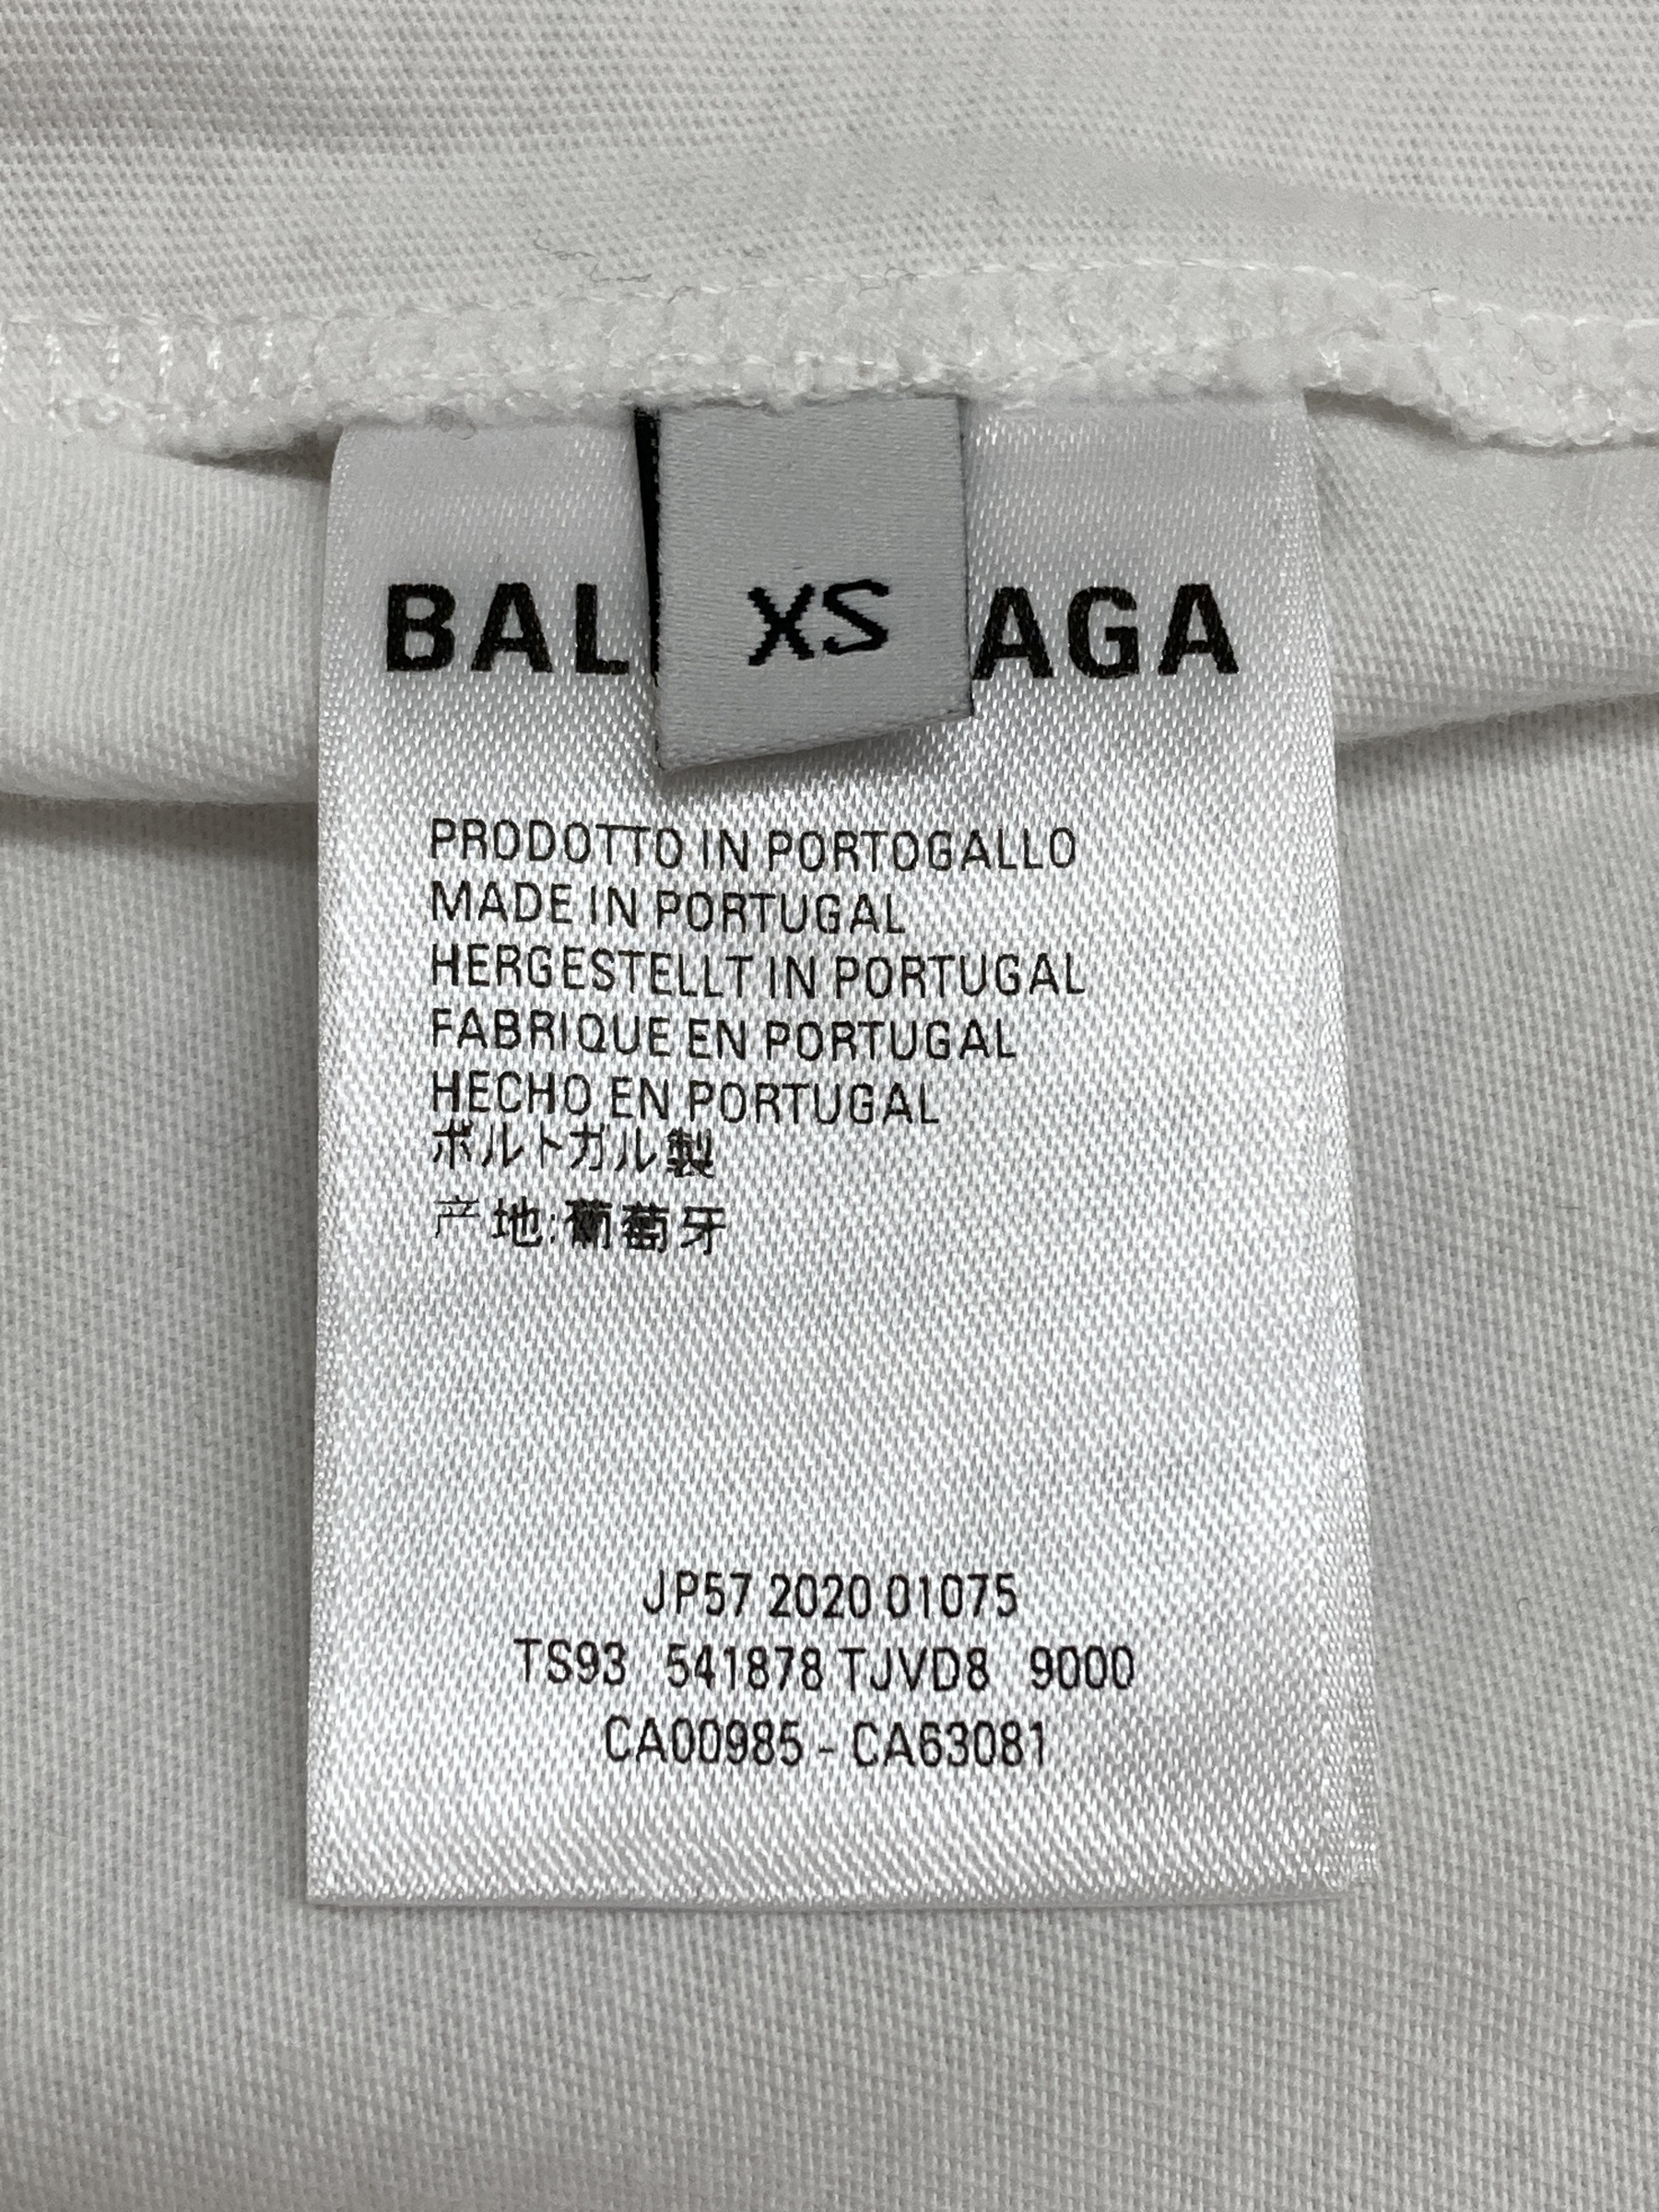 BAL AGA
XS
PRODOTTO IN PORTOGALLO
MADE IN PORTUGAL
HERGESTELLT IN PORTUGAL
FABRIQUE EN PORTUGAL
HECHO EN PORTUGAL
ポルトガル製
产地:葡萄牙
JP57 2020 01075
TS93 541878 TJVD8 9000
CA00985 - CA63081